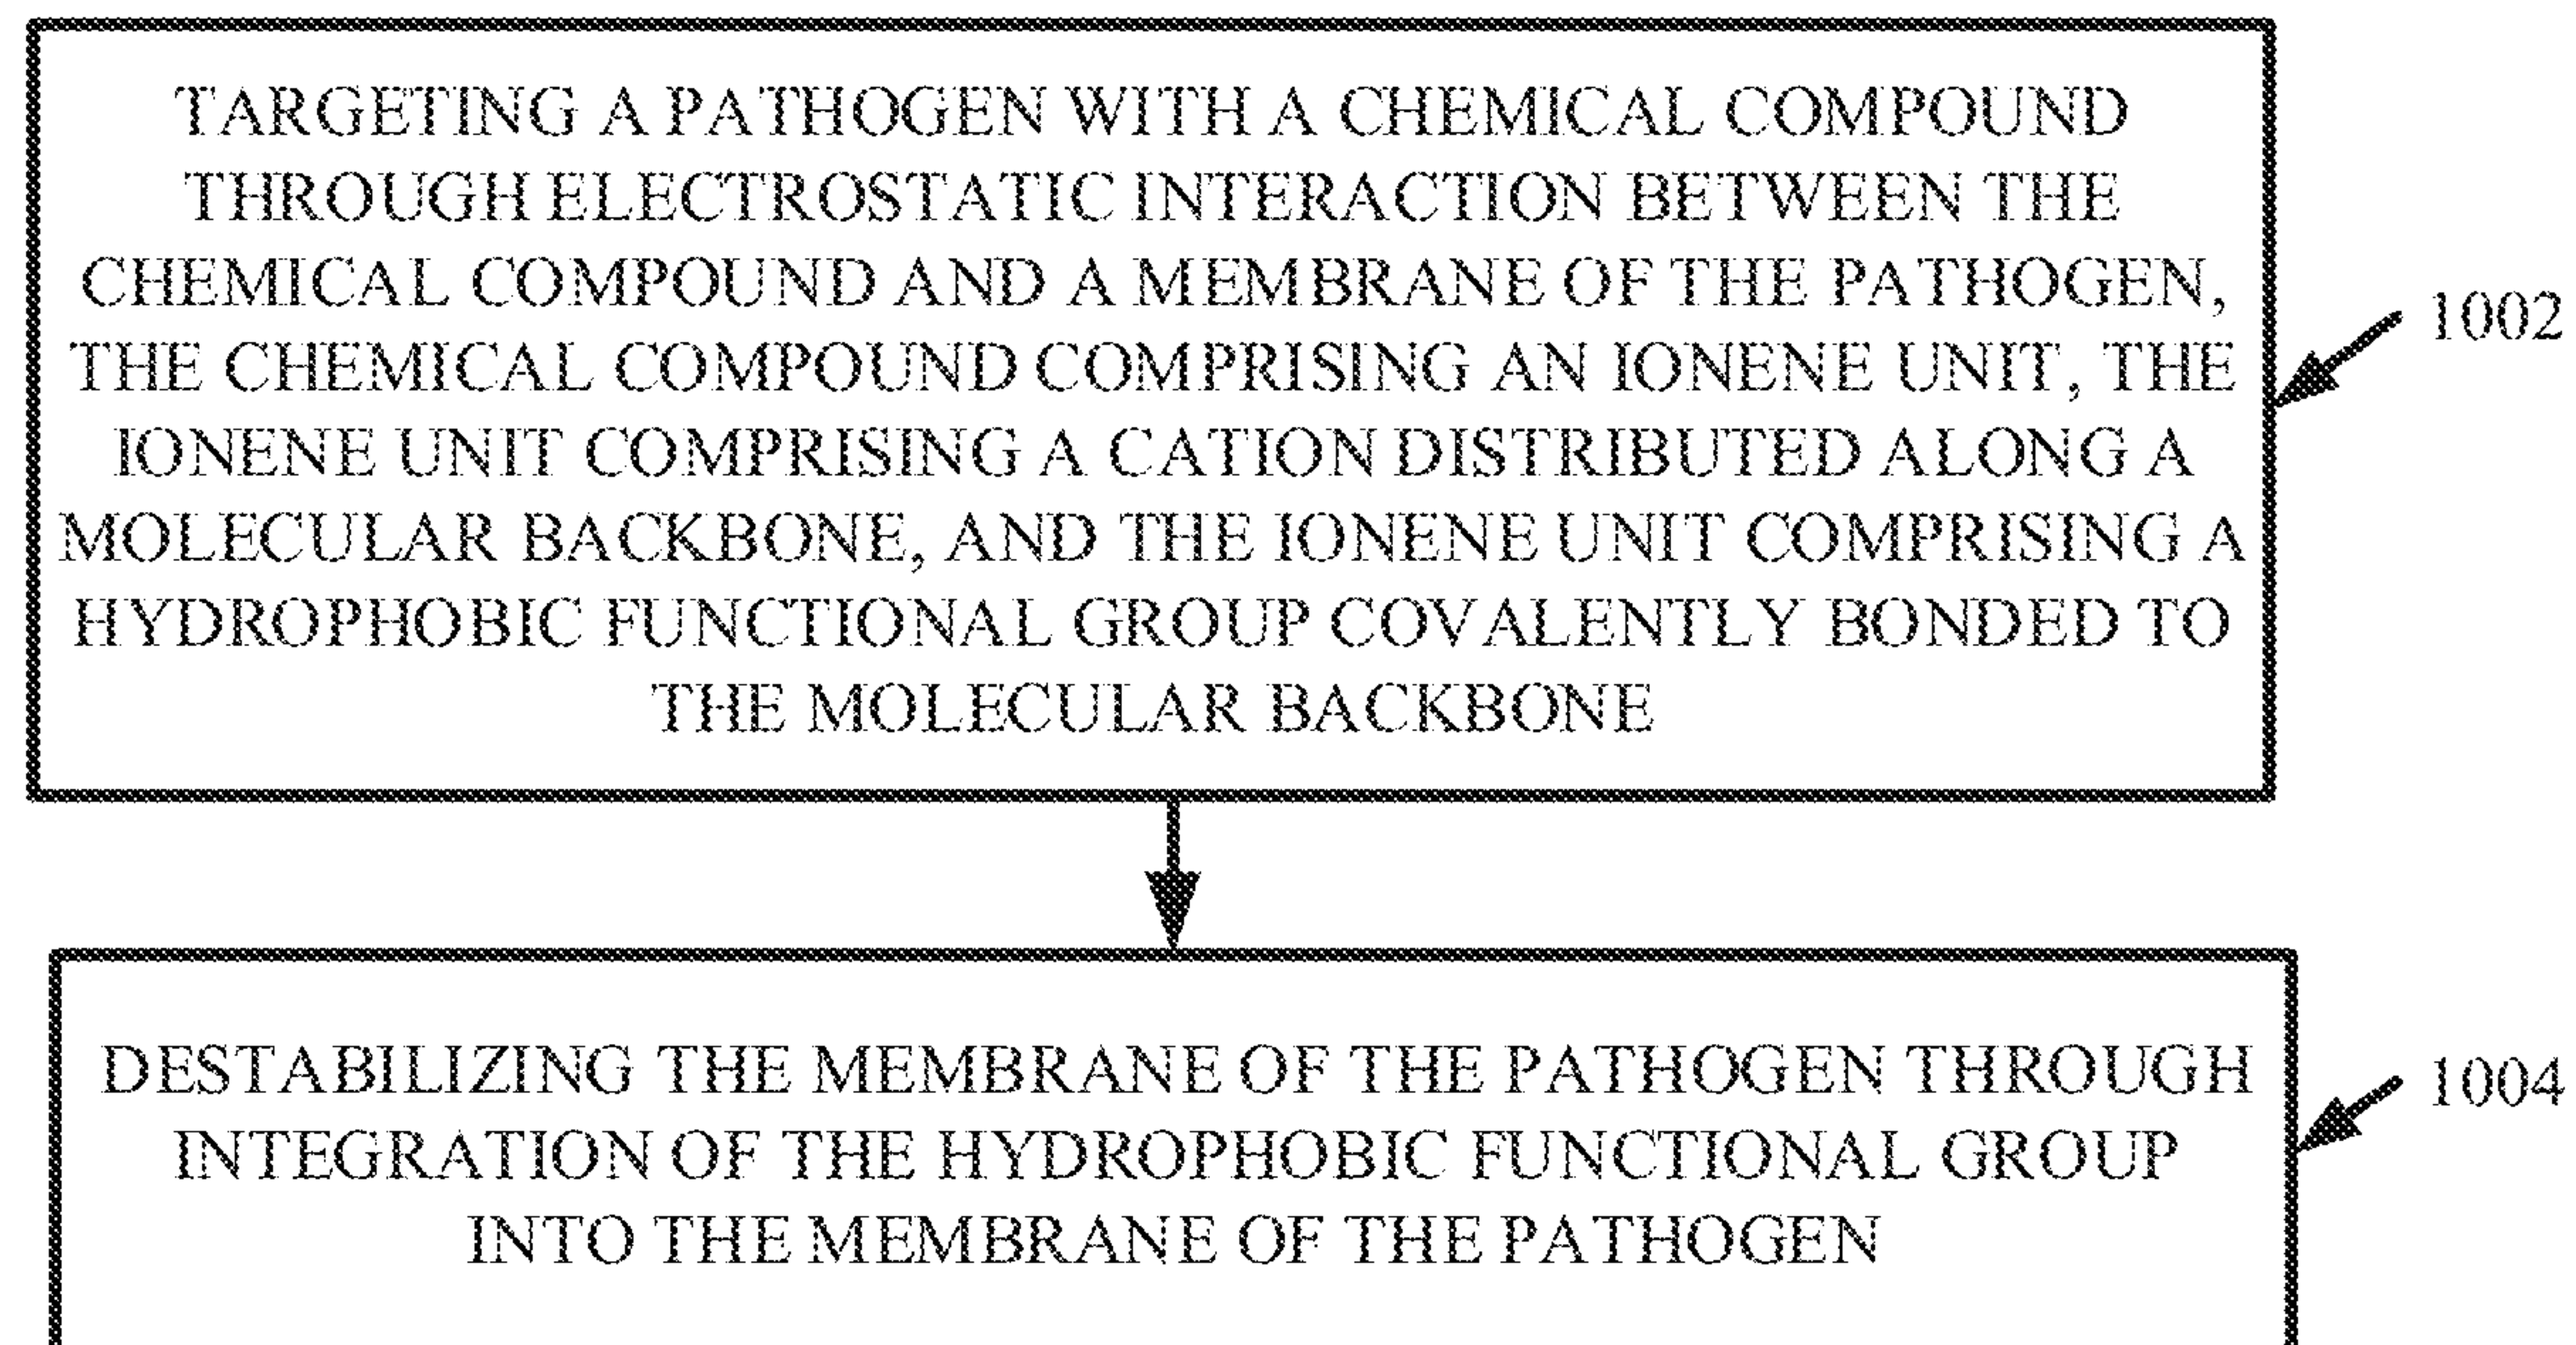 TARGETING A PATHOGEN WITH A CHEMICAL COMPOUND
THROUGH ELECTROSTATIC INTERACTION BETWEEN THE
CHEMICAL COMPOUND AND A MEMBRANE OF THE PATHOGEN,
THE CHEMICAL COMPOUND COMPRISING AN IONENE UNIT, THE
IONENE UNIT COMPRISING A CATION DISTRIBUTED ALONG A
MOLECULAR BACKBONE, AND THE IONENE UNIT COMPRISING A
HYDROPHOBIC FUNCTIONAL GROUP COVALENTLY BONDED TO
THE MOLECULAR BACKBONE
1002
DESTABILIZING THE MEMBRANE OF THE PATHOGEN THROUGH
INTEGRATION OF THE HYDROPHOBIC FUNCTIONAL GROUP
INTO THE MEMBRANE OF THE PATHOGEN
1004